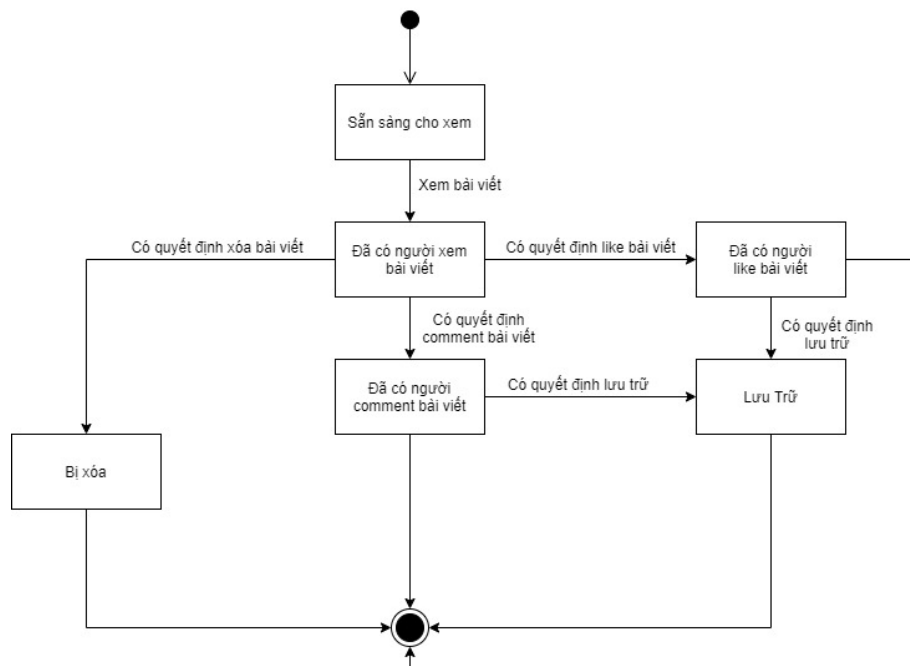 Sẵn sàng cho xem
Xem bài viết
Có quyết định xóa bài viết
Đã có người xem
bài viết
Có quyết định like bài viết
Đã có người
like bài viết
Có quyết định
comment bài viết
Có quyết định
lưu trữ
Đã có người
comment bài viết
Có quyết định lưu trữ
Lưu Trữ
Bị xóa